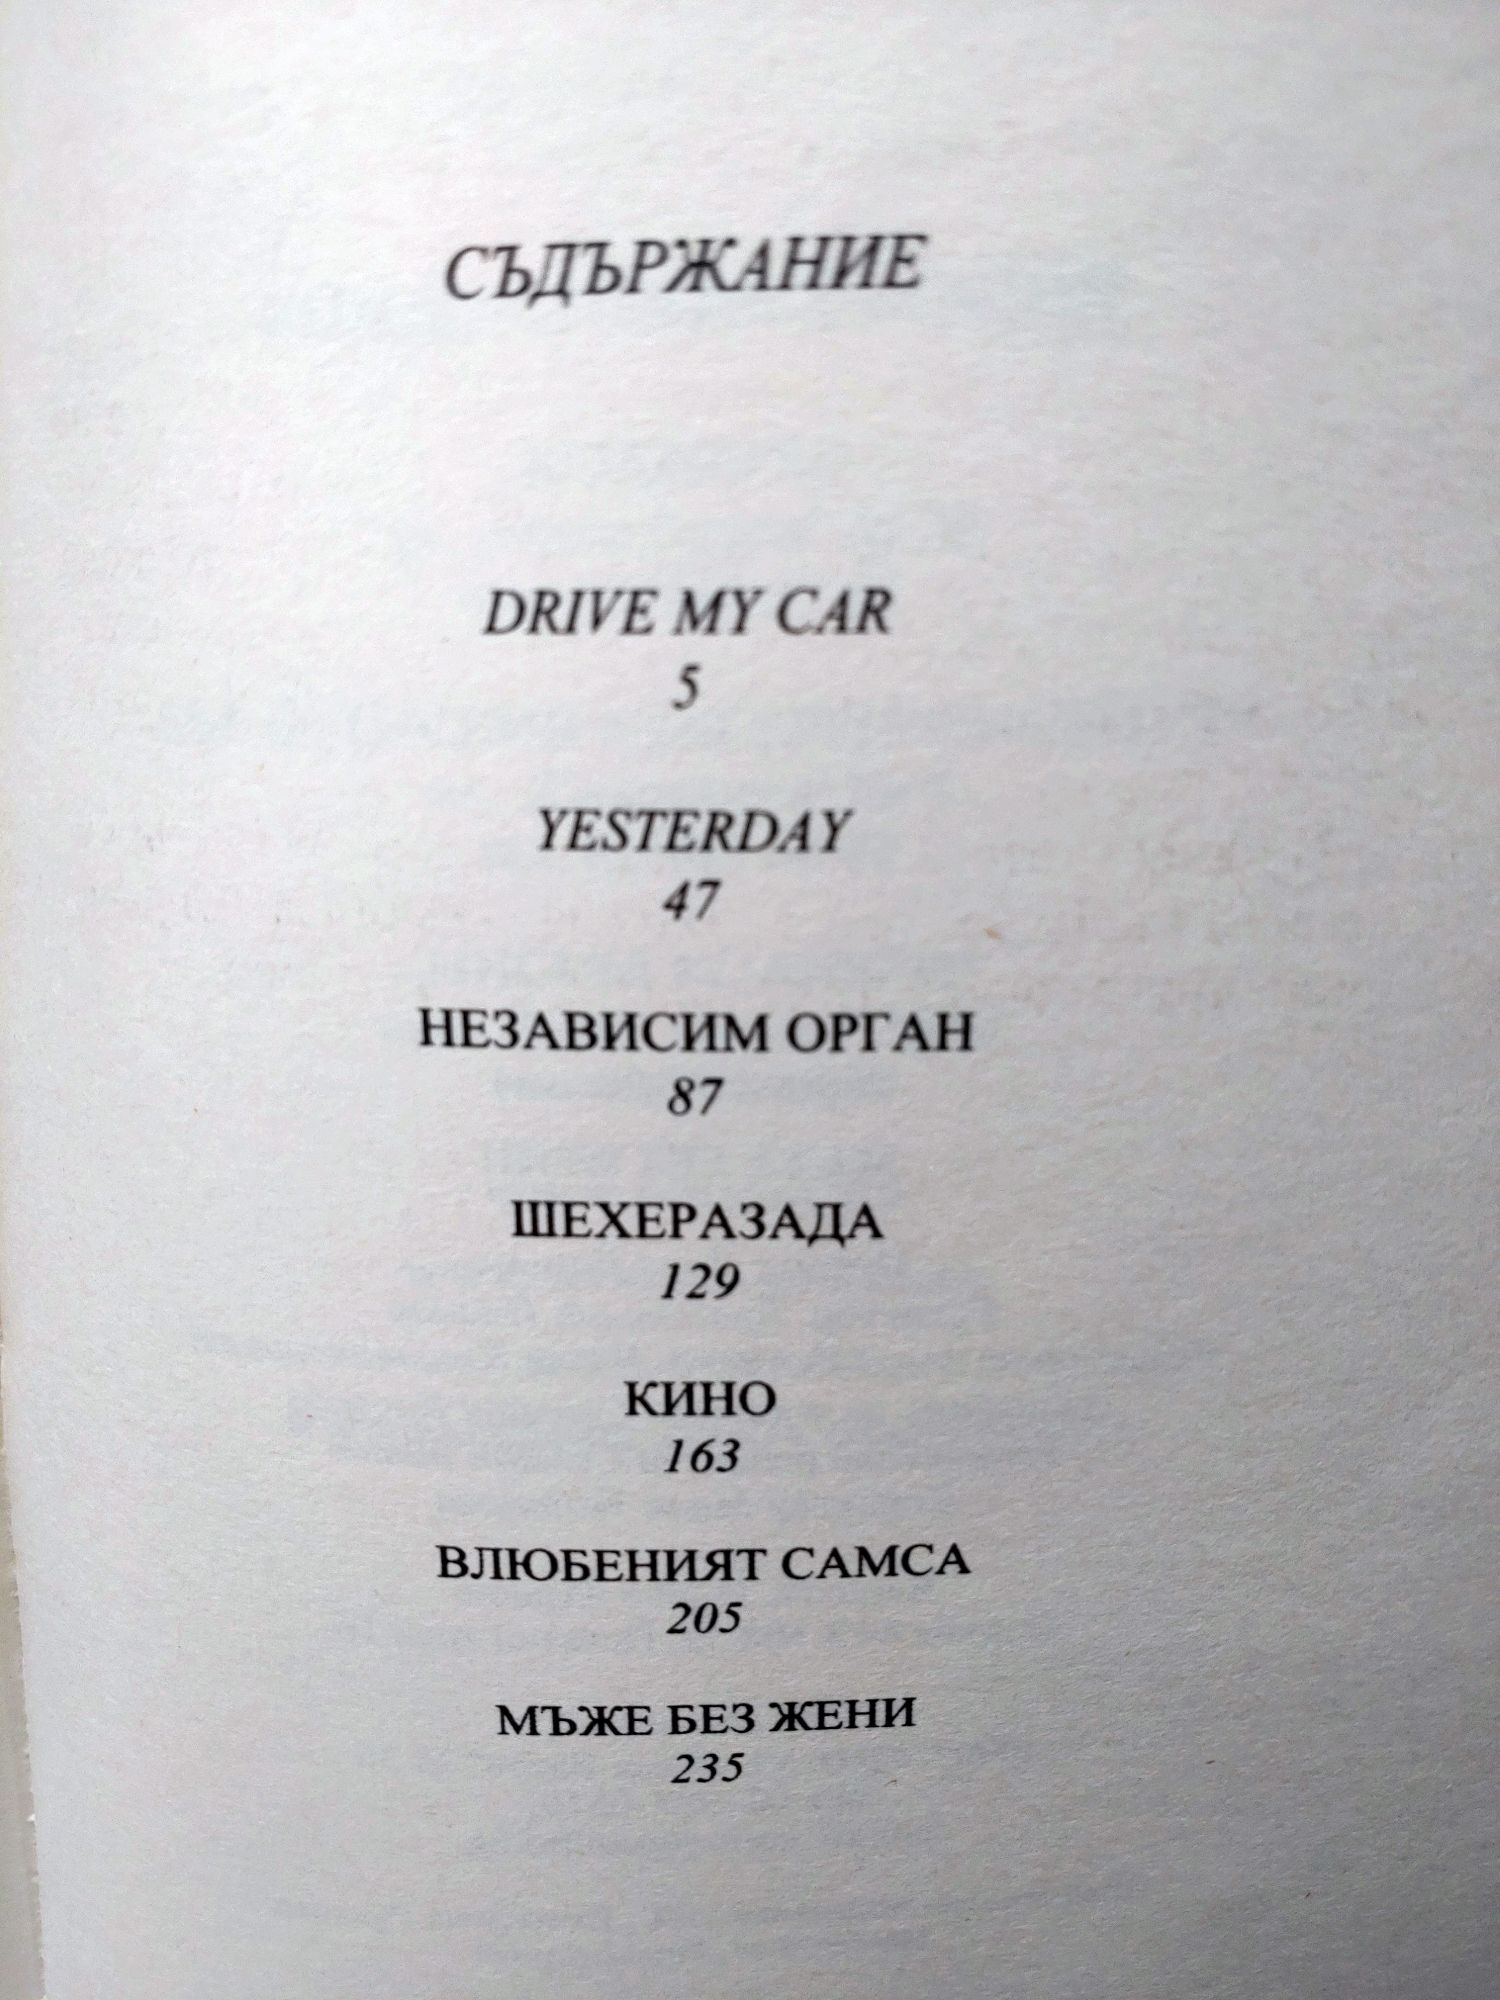 СЪДЪРЖАНИЕ
DRIVE MY CAR
5
YESTERDAY
47
НЕЗАВИСИМ ОРГАН
87
ШЕХЕРАЗАДА
129
КИНО
163
ВЛЮБЕНИЯТ САМСА
205
МЪЖЕ БЕЗ ЖЕНИ
235